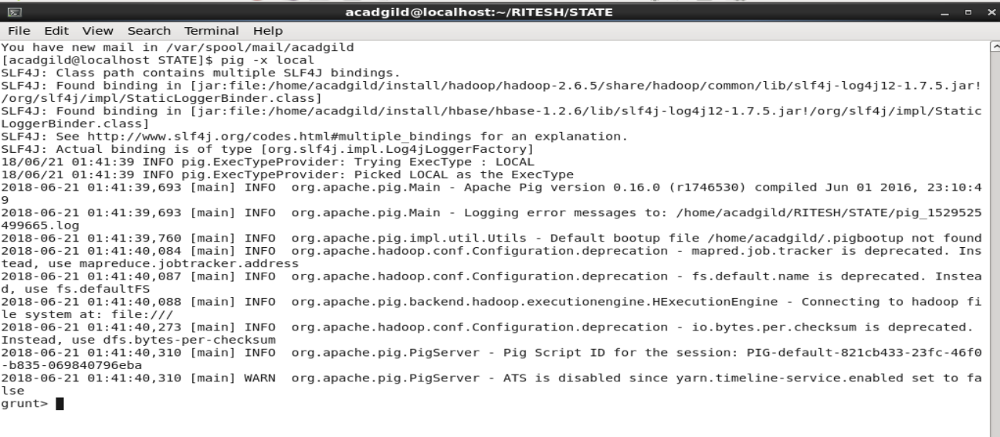 acadgild@localhost:~/RITESH/STATE
File Edit View Search Terminal Help
You have new mail in /var/spool/mail/acadgild
[acadgild@localhost STATE]$ pig -x local
SLF4J: Class path contains multiple SLF4J bindings.
SLF4J: Found binding in [jar:file:/home/acadgild/install/hadoop/hadoop-2.6.5/share/hadoop/common/lib/slf4j-log4j12-1.7.5.jar!
/org/slf4j/impl/StaticLoggerBinder.class]
SLF4J: Found binding in [jar:file:/home/acadgild/install/hbase/hbase-1.2.6/lib/slf4j-log4j12-1.7.5.jar!/org/slf4j/impl/Static
LoggerBinder.class]
SLF4J: See http://www.slf4j.org/codes.html#multiple_bindings for an explanation.
SLF4J: Actual binding is of type [org.slf4j.impl.Log4jLoggerFactory]
18/06/21 01:41:39 INFO pig.ExecTypeProvider: Trying ExecType : LOCAL
18/06/21 01:41:39 INFO pig.ExecTypeProvider: Picked LOCAL as the ExecType
2018-06-21 01:41:39,693 [main] INFO  org.apache.pig.Main - Apache Pig version 0.16.0 (r1746530) compiled Jun 01 2016, 23:10:4
9
2018-06-21 01:41:39,693 [main] INFO  org.apache.pig.Main - Logging error messages to: /home/acadgild/RITESH/STATE/pig_1529525
499665.log
2018-06-21 01:41:39,760 [main] INFO  org.apache.pig.impl.util.Utils - Default bootup file /home/acadgild/.pigbootup not found
2018-06-21 01:41:40,084 [main] INFO  org.apache.hadoop.conf.Configuration.deprecation - mapred.job.tracker is deprecated. Ins
tead, use mapreduce.jobtracker.address
2018-06-21 01:41:40,087 [main] INFO  org.apache.hadoop.conf.Configuration.deprecation - fs.default.name is deprecated. Instea
d, use fs.defaultFS
2018-06-21 01:41:40,088 [main] INFO  org.apache.pig.backend.hadoop.executionengine.HExecutionEngine - Connecting to hadoop fi
le system at: file:///
2018-06-21 01:41:40,273 [main] INFO  org.apache.hadoop.conf.Configuration.deprecation - io.bytes.per.checksum is deprecated.
Instead, use dfs.bytes-per-checksum
2018-06-21 01:41:40,310 [main] INFO  org.apache.pig.PigServer - Pig Script ID for the session: PIG-default-821cb433-23fc-46f0
-b835-069840796eba
2018-06-21 01:41:40,310 [main] WARN  org.apache.pig.PigServer - ATS is disabled since yarn.timeline-service.enabled set to fa
lse
grunt>